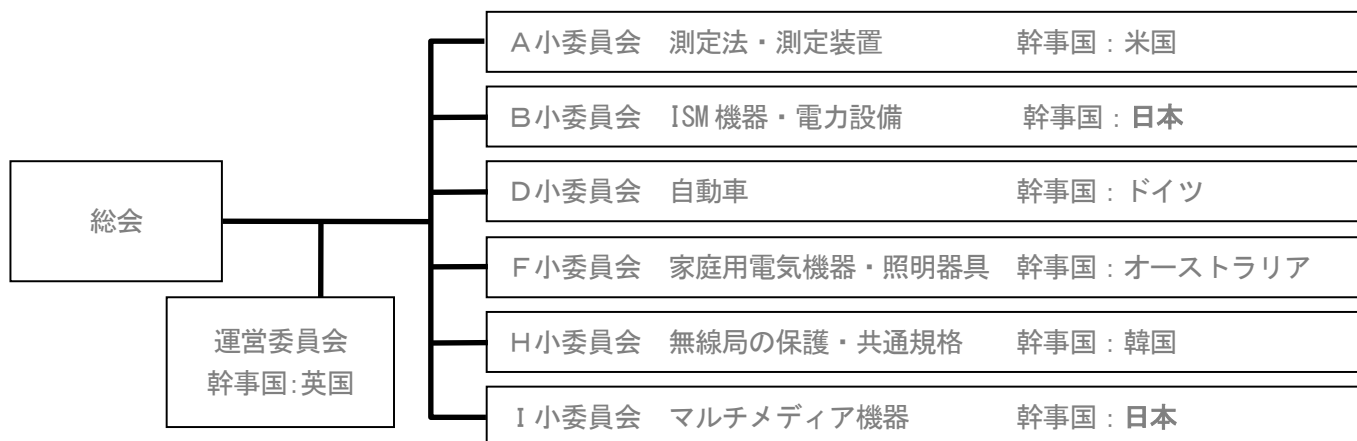 A小委員会 測定法・測定装置 幹事国：米国
B小委員会 ISM機器・電力設備 幹事国：日本
D小委員会 自動車 幹事国：ドイツ
総会
F小委員会 家庭用電気機器・照明器具 幹事国：オーストラリア
運営委員会
幹事国：英国
H小委員会 無線局の保護・共通規格 幹事国：韓国
I小委員会 マルチメディア機器 幹事国：日本